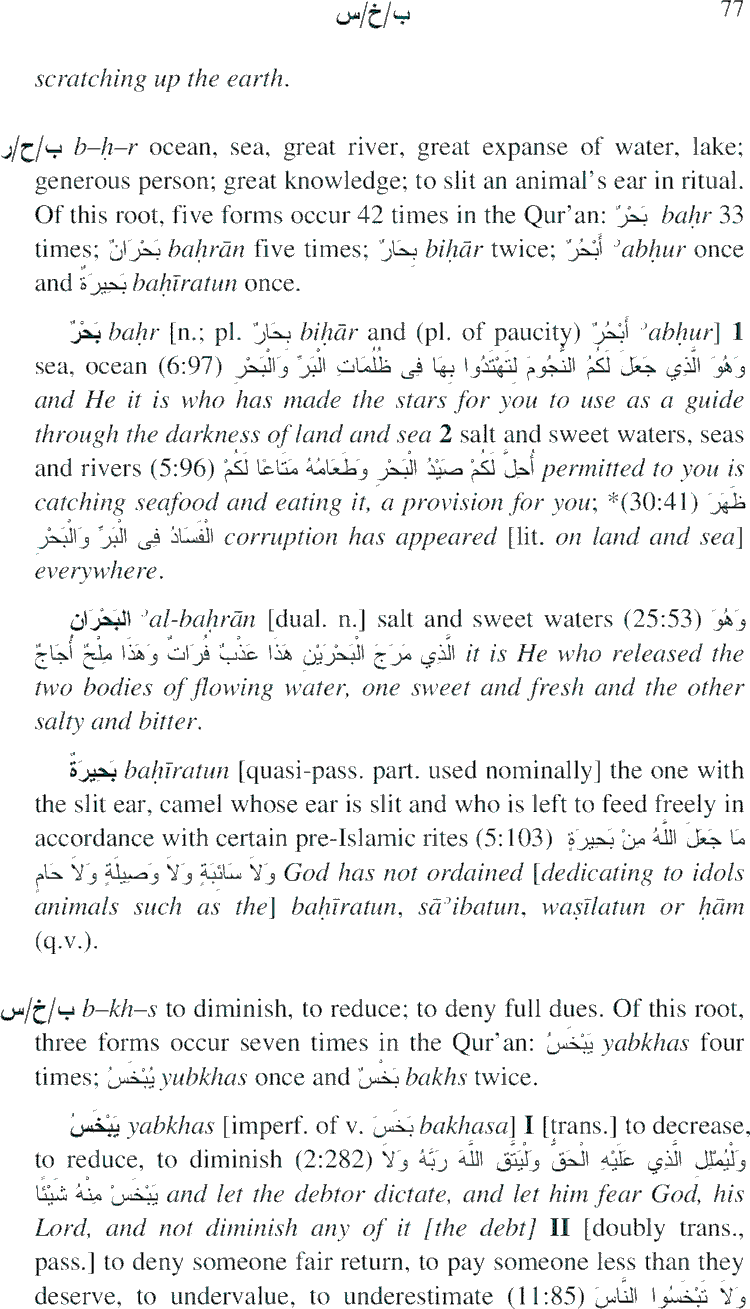 ب/خ/س 77
scratching up the earth.
ب/ح/ر b–ḥ–r ocean, sea, great river, great expanse of water, lake;
generous person; great knowledge; to slit an animal's ear in ritual.
Of this root, five forms occur 42 times in the Qur'an: بَحْرٌ baḥr 33
times; بَحْرَانٌ baḥrān five times; بِحَارٌ biḥār twice; أَبْحُرٌ ʾabḥur once
and بَحِيرَةٌ baḥīratun once.
بَحْرٌ baḥr [n.; pl. بِحَارٌ biḥār and (pl. of paucity) أَبْحُرٌ ʾabḥur] 1
sea, ocean (6:97) وَهُوَ الَّذِي جَعَلَ لَكُمُ النُّجُومَ لِتَهْتَدُوا بِهَا فِى ظُلُمَاتِ الْبَرِّ وَالْبَحْرِ
and He it is who has made the stars for you to use as a guide
through the darkness of land and sea 2 salt and sweet waters, seas
and rivers (5:96) أُحِلَّ لَكُمْ صَيْدُ الْبَحْرِ وَطَعَامُهُ مَتَاعًا لَكُمْ permitted to you is
catching seafood and eating it, a provision for you; *(30:41) ظَهَرَ
الْفَسَادُ فِى الْبَرِّ وَالْبَحْرِ corruption has appeared [lit. on land and sea]
everywhere.
البَحْرَانِ ʾal-baḥrān [dual. n.] salt and sweet waters (25:53) وَهُوَ
الَّذِي مَرَجَ الْبَحْرَيْنِ هَذَا عَذْبٌ فُرَاتٌ وَهَذَا مِلْحٌ أُجَاجٌ it is He who released the
two bodies of flowing water, one sweet and fresh and the other
salty and bitter.
بَحِيرَةٌ baḥīratun [quasi-pass. part. used nominally] the one with
the slit ear, camel whose ear is slit and who is left to feed freely in
accordance with certain pre-Islamic rites (5:103) مَا جَعَلَ اللَّهُ مِنْ بَحِيرَةٍ
وَلاَ سَائِبَةٍ وَلاَ وَصِيلَةٍ وَلاَ حَامٍ God has not ordained [dedicating to idols
animals such as the] baḥīratun, sāʾibatun, waṣīlatun or ḥām
(q.v.).
ب/خ/س b–kh–s to diminish, to reduce; to deny full dues. Of this root,
three forms occur seven times in the Qur'an: يَبْخَسُ yabkhas four
times; يُبْخَسُ yubkhas once and بَخْسٌ bakhs twice.
يَبْخَسُ yabkhas [imperf. of v. بَخَسَ bakhasa] I [trans.] to decrease,
to reduce, to diminish (2:282) وَلْيُمْلِلِ الَّذِي عَلَيْهِ الْحَقُّ وَلْيَتَّقِ اللَّهَ رَبَّهُ وَلاَ
يَبْخَسْ مِنْهُ شَيْئًا and let the debtor dictate, and let him fear God, his
Lord, and not diminish any of it [the debt] II [doubly trans.,
pass.] to deny someone fair return, to pay someone less than they
deserve, to undervalue, to underestimate (11:85) وَلاَ تَبْخَسُوا النَّاسَ